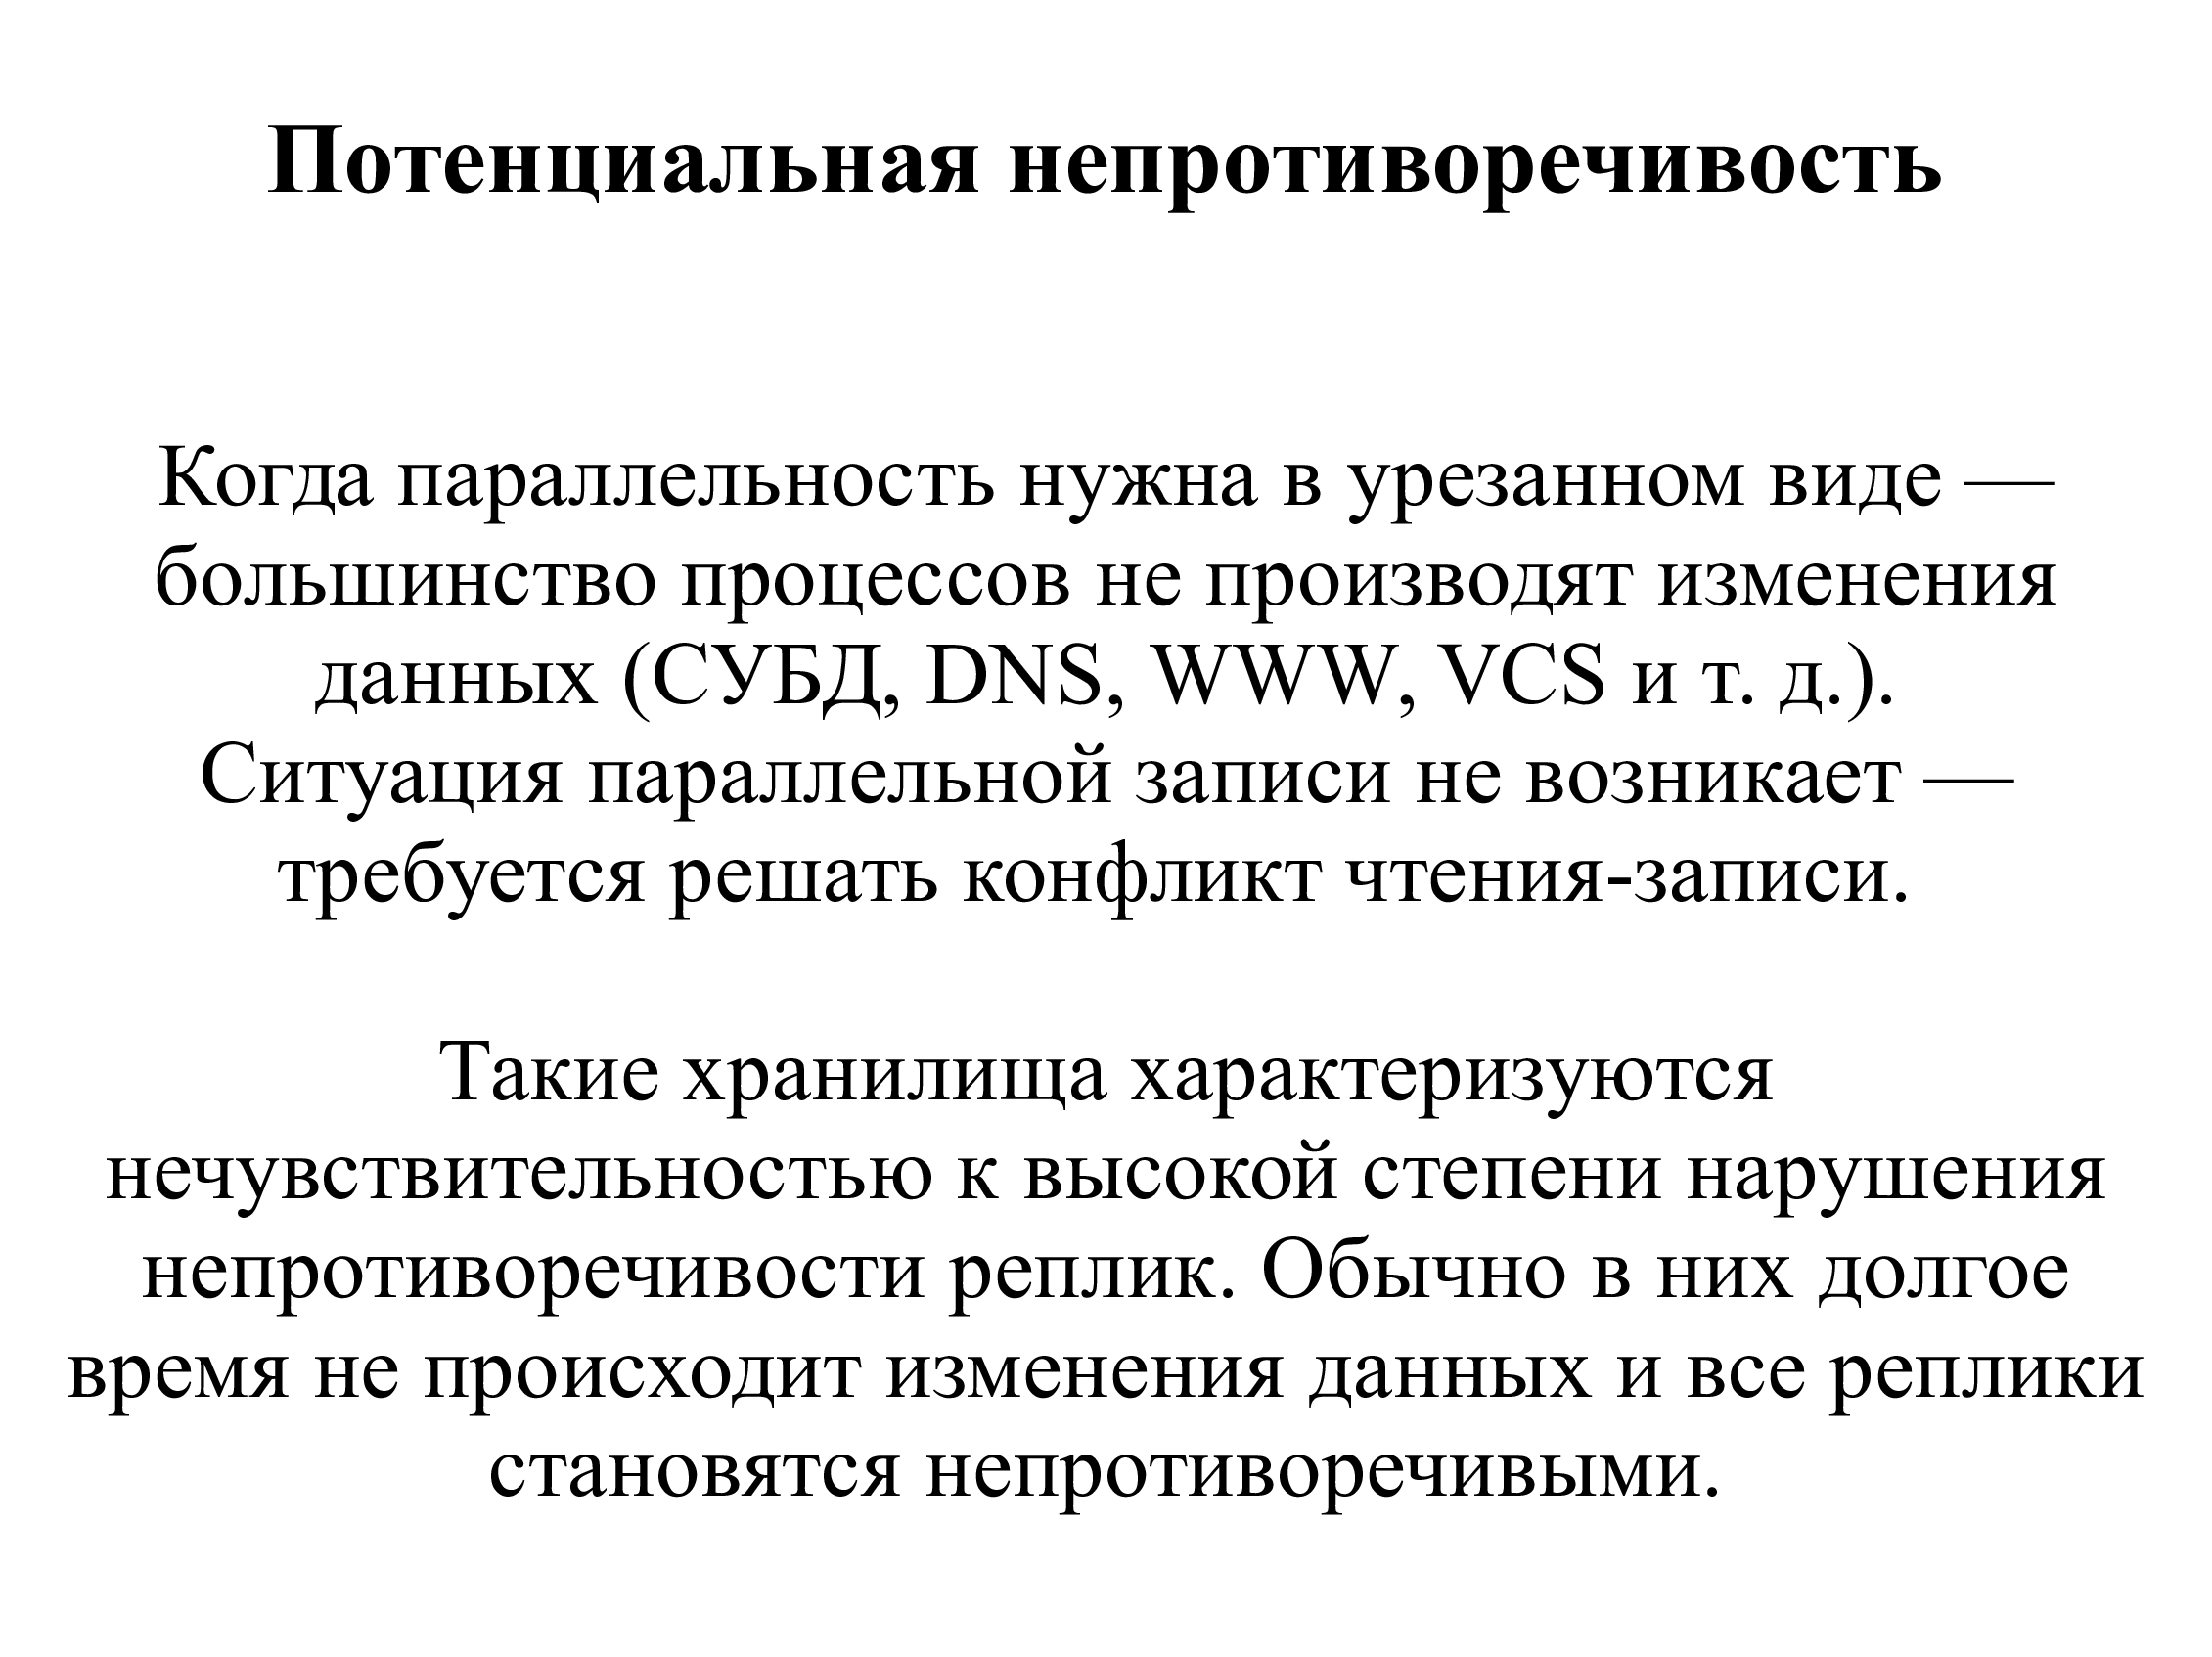 Потенциальная непротиворечивость
Когда параллельность нужна в урезанном виде —
большинство процессов не производят изменения
данных (СУБД, DNS, WWW, VCS и т. д.).
Ситуация параллельной записи не возникает —
требуется решать конфликт чтения-записи.
Такие хранилища характеризуются
нечувствительностью к высокой степени нарушения
непротиворечивости реплик. Обычно в них долгое
время не происходит изменения данных и все реплики
становятся непротиворечивыми.